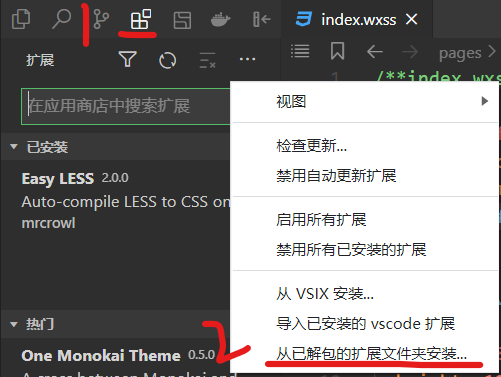 index.wxss
扩展
pages
1
/**index.wxs
在应用商店中搜索扩展
视图
已安装
检查更新...
Easy LESS 2.0.0
禁用自动更新扩展
Auto-compile LESS to CSS on
mrcrowl
启用所有扩展
禁用所有已安装的扩展
从 VSIX 安装...
热门
导入已安装的 vscode 扩展
One Monokai Theme 0.5.0
从已解包的扩展文件夹安装...
A cross between Monokai and